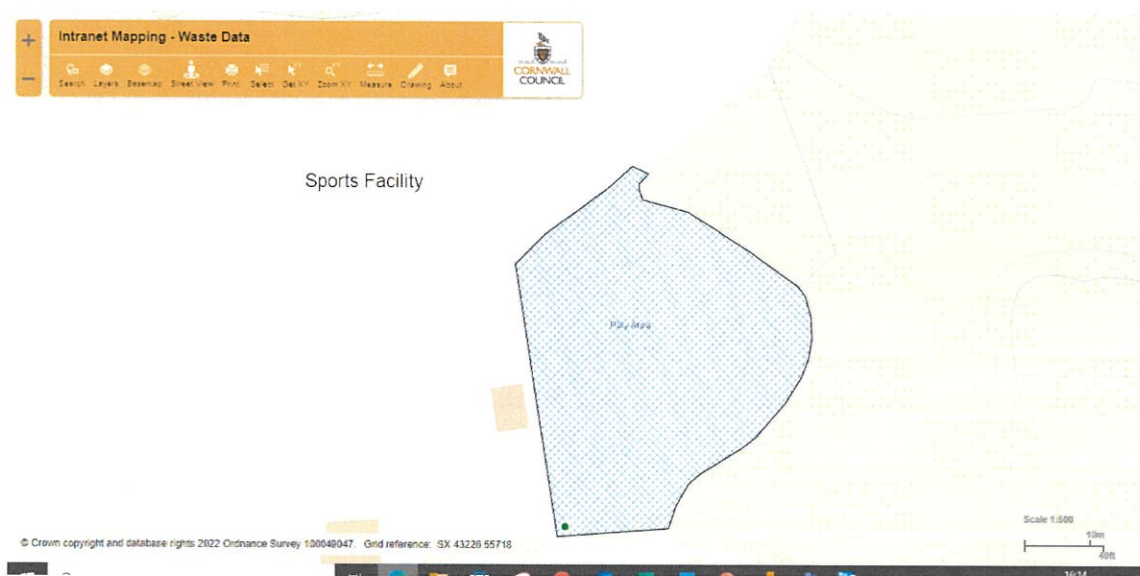 Intranet Mapping - Waste Data
Search Layers Basemap Street View Print Select Get XY Zoom XY Measure Drawing About
CORNWALL
COUNCIL
Sports Facility
Play Area
Scale 1:500
10m
40ft
© Crown copyright and database rights 2022 Ordnance Survey 100049047. Grid reference: SX 43226 55718
16:14